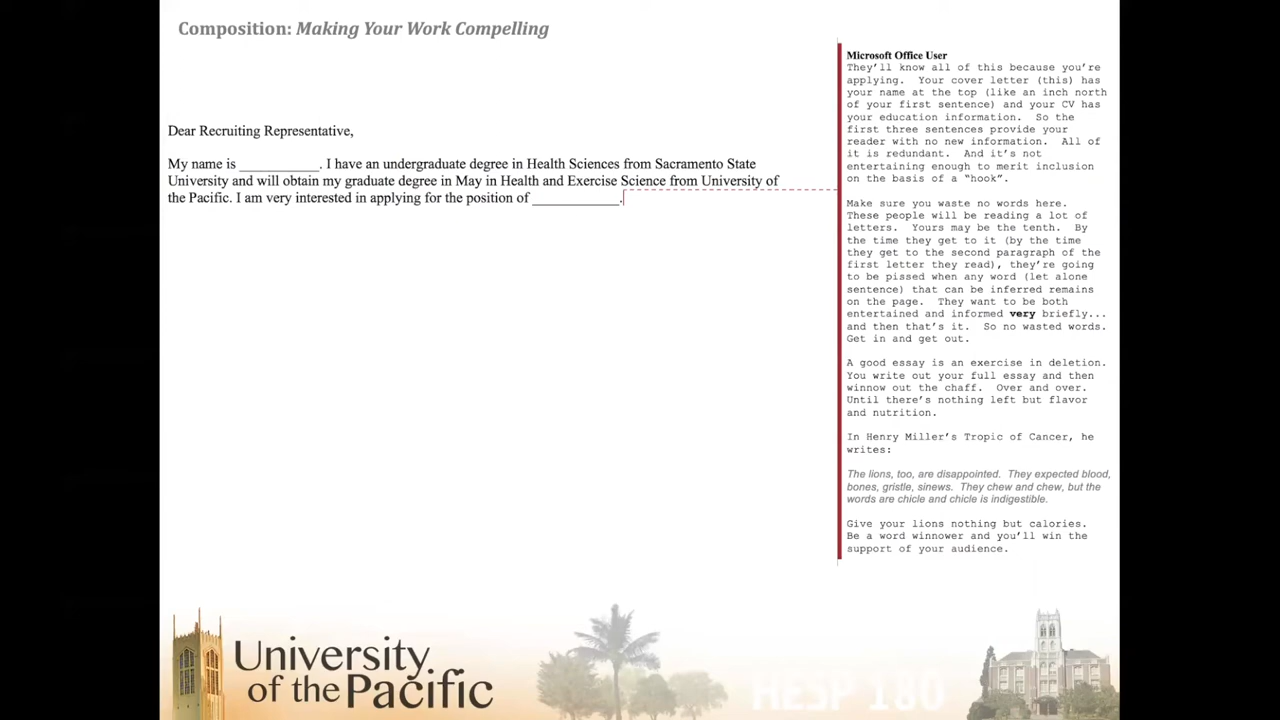 Composition: Making Your Work Compelling
Dear Recruiting Representative,
My name is ___________. I have an undergraduate degree in Health Sciences from Sacramento State
University and will obtain my graduate degree in May in Health and Exercise Science from University of
the Pacific. I am very interested in applying for the position of ____________.
Microsoft Office User
They'll know all of this because you're
applying.  Your cover letter (this) has
your name at the top (like an inch north
of your first sentence) and your CV has
your education information.  So the
first three sentences provide your
reader with no new information.  All of
it is redundant.  And it's not
entertaining enough to merit inclusion
on the basis of a "hook".
Make sure you waste no words here.
These people will be reading a lot of
letters.  Yours may be the tenth.  By
the time they get to it (by the time
they get to the second paragraph of the
first letter they read), they're going
to be pissed when any word (let alone
sentence) that can be inferred remains
on the page.  They want to be both
entertained and informed very briefly...
and then that's it.  So no wasted words.
Get in and get out.
A good essay is an exercise in deletion.
You write out your full essay and then
winnow out the chaff.  Over and over.
Until there's nothing left but flavor
and nutrition.
In Henry Miller's Tropic of Cancer, he
writes:
The lions, too, are disappointed.  They expected blood,
bones, gristle, sinews.  They chew and chew, but the
words are chicle and chicle is indigestible.
Give your lions nothing but calories.
Be a word winnower and you'll win the
support of your audience.
University
of the Pacific
HESP 180